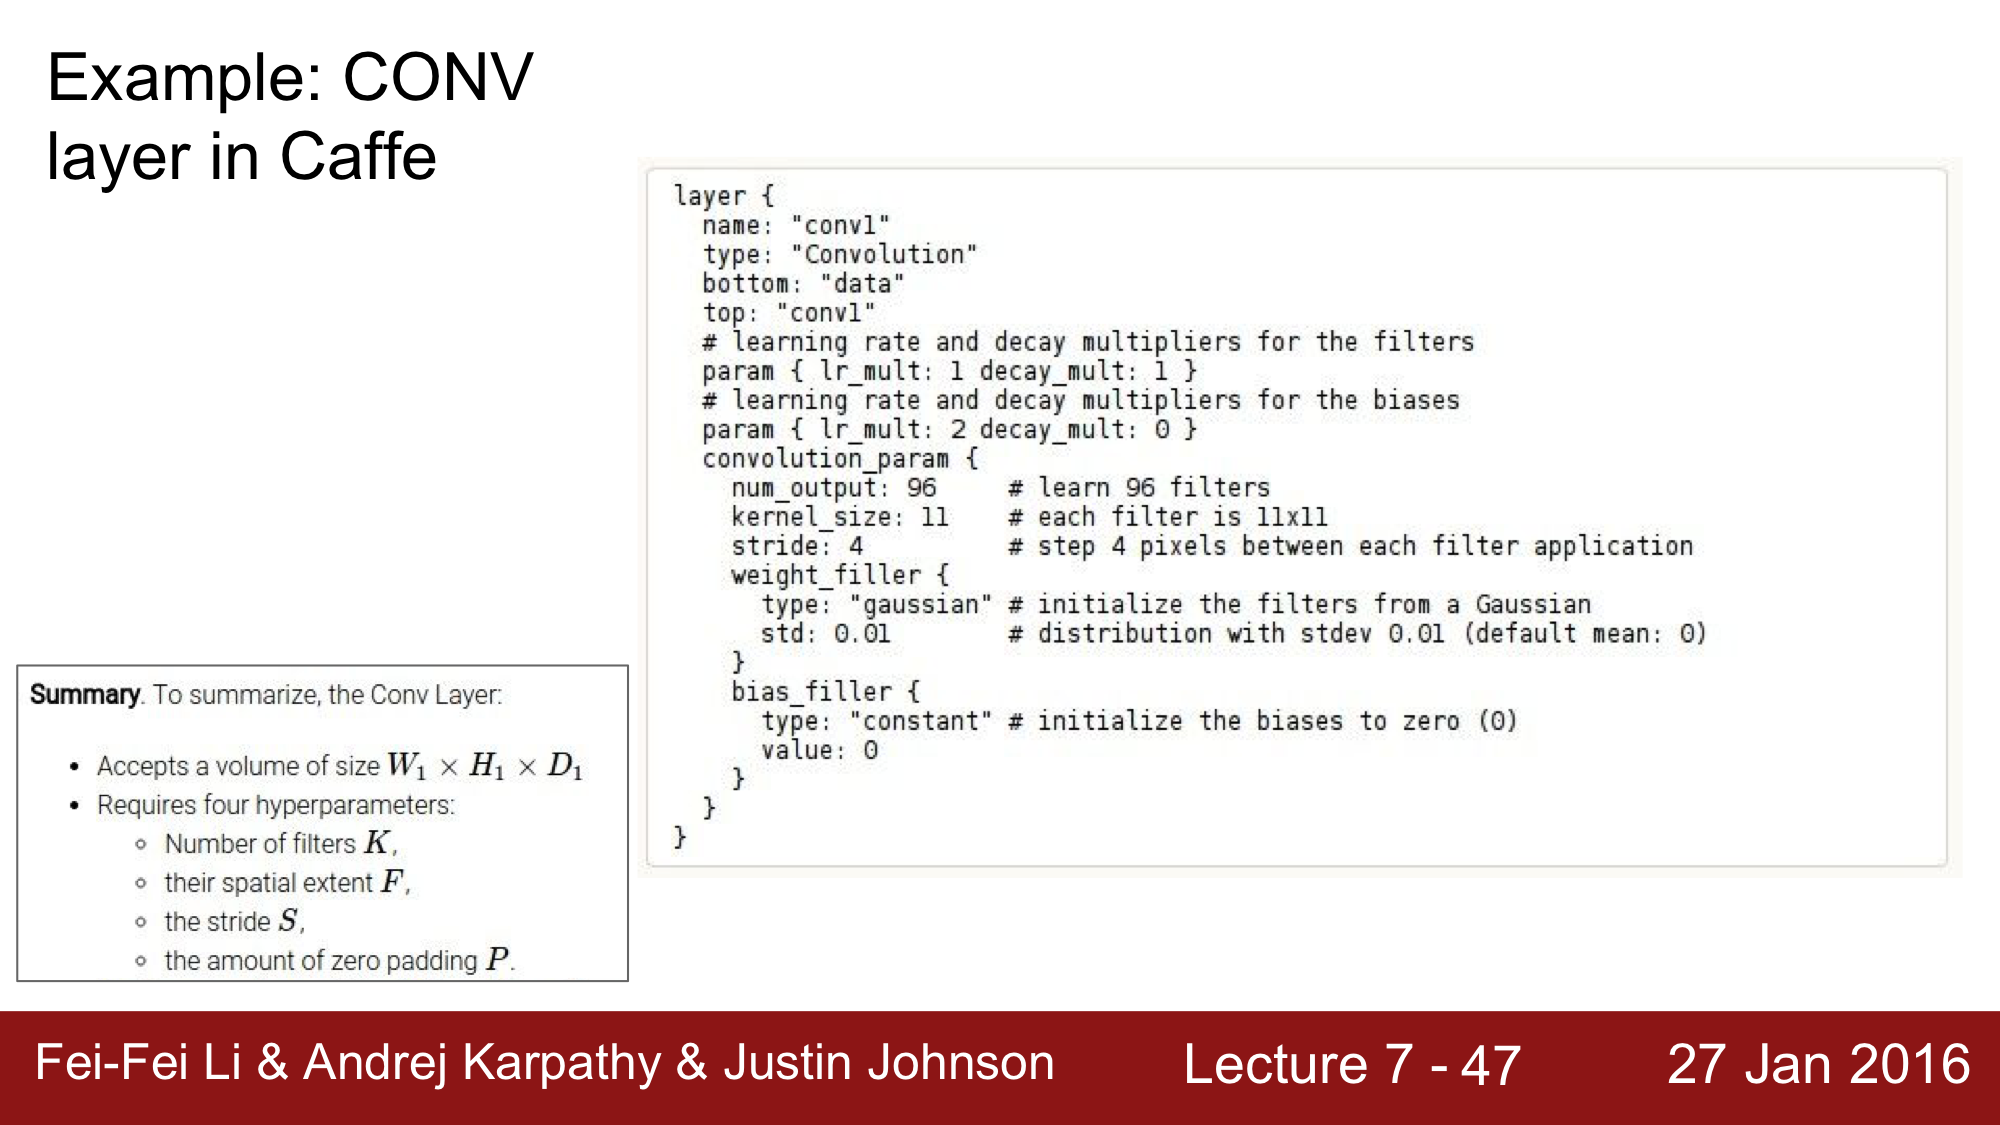 Example: CONV
layer in Caffe
layer {
  name: "conv1"
  type: "Convolution"
  bottom: "data"
  top: "conv1"
  # learning rate and decay multipliers for the filters
  param { lr_mult: 1 decay_mult: 1 }
  # learning rate and decay multipliers for the biases
  param { lr_mult: 2 decay_mult: 0 }
  convolution_param {
    num_output: 96     # learn 96 filters
    kernel_size: 11    # each filter is 11x11
    stride: 4          # step 4 pixels between each filter application
    weight_filler {
      type: "gaussian" # initialize the filters from a Gaussian
      std: 0.01        # distribution with stdev 0.01 (default mean: 0)
    }
    bias_filler {
      type: "constant" # initialize the biases to zero (0)
      value: 0
    }
  }
}
Summary. To summarize, the Conv Layer:
• Accepts a volume of size W₁ × H₁ × D₁
• Requires four hyperparameters:
◦ Number of filters K,
◦ their spatial extent F,
◦ the stride S,
◦ the amount of zero padding P.
Fei-Fei Li & Andrej Karpathy & Justin Johnson Lecture 7 - 47 27 Jan 2016